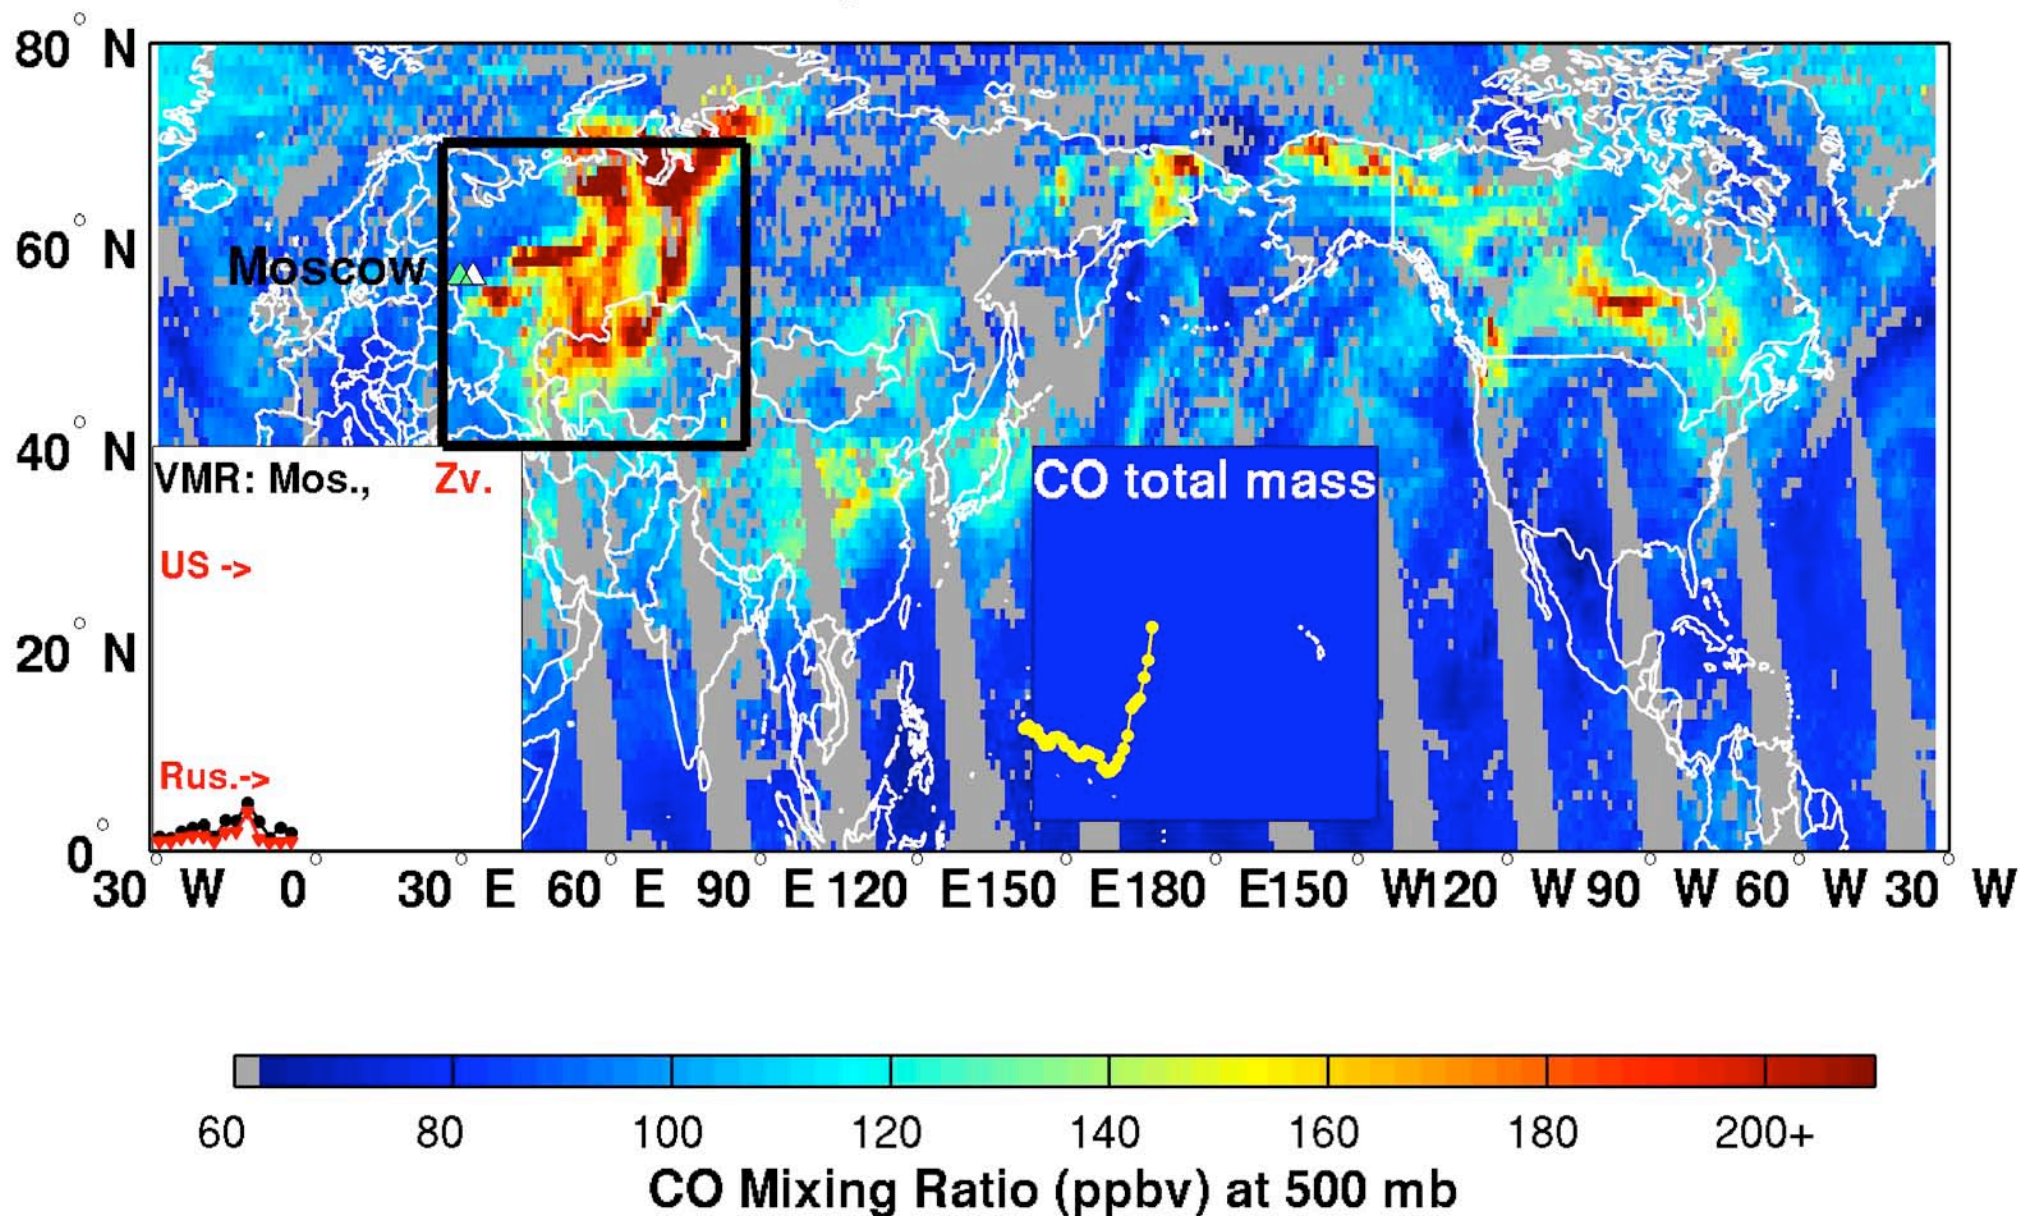 80° N
60° N
Moscow
40° N
VMR: Mos., Zv.
CO total mass
US ->
20° N
Rus.->
0°
30° W 0° 30° E 60° E 90° E 120° E 150° E 180° E 150° W 120° W 90° W 60° W 30° W
60 80 100 120 140 160 180 200+
CO Mixing Ratio (ppbv) at 500 mb